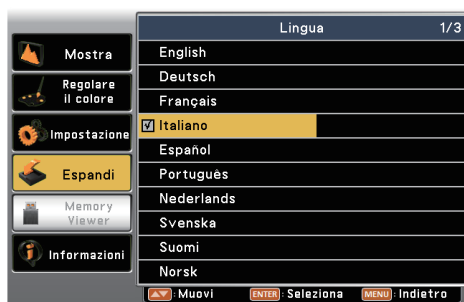 Lingua 1/3
Mostra
Regolare
il colore
Impostazione
Espandi
Memory
Viewer
Informazioni
English
Deutsch
Français
Italiano
Español
Português
Nederlands
Svenska
Suomi
Norsk
:Muovi ENTER:Seleziona MENU:Indietro